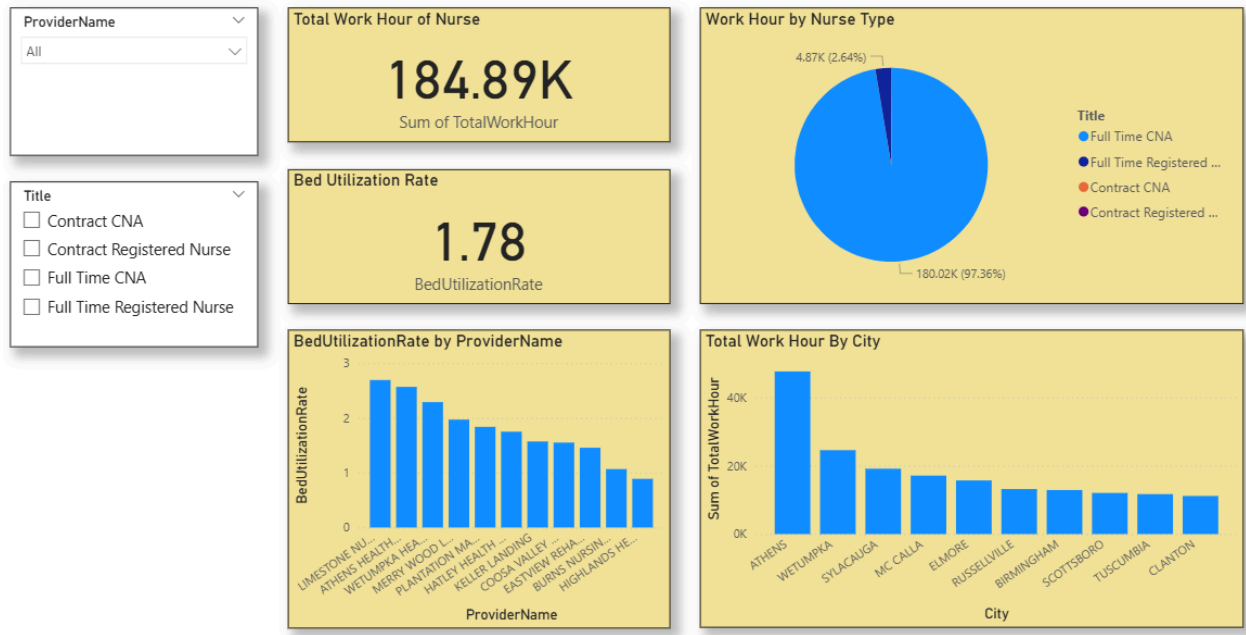 ProviderName
All
Title
Contract CNA
Contract Registered Nurse
Full Time CNA
Full Time Registered Nurse
Total Work Hour of Nurse
184.89K
Sum of TotalWorkHour
Bed Utilization Rate
1.78
BedUtilizationRate
Work Hour by Nurse Type
4.87K (2.64%)
180.02K (97.36%)
Title
Full Time CNA
Full Time Registered ...
Contract CNA
Contract Registered ...
BedUtilizationRate by ProviderName
BedUtilizationRate
3
2
1
0
LIMESTONE NU...
ATHENS HEALTH...
WETUMPKA HEA...
MERRY WOOD L...
PLANTATION MA...
HATLEY HEALTH ...
KELLER LANDING
COOSA VALLEY ...
EASTVIEW REHA...
BURNS NURSIN...
HIGHLANDS HE...
ProviderName
Total Work Hour By City
Sum of TotalWorkHour
40K
20K
0K
ATHENS
WETUMPKA
SYLACAUGA
MC CALLA
ELMORE
RUSSELLVILLE
BIRMINGHAM
SCOTTSBORO
TUSCUMBIA
CLANTON
City